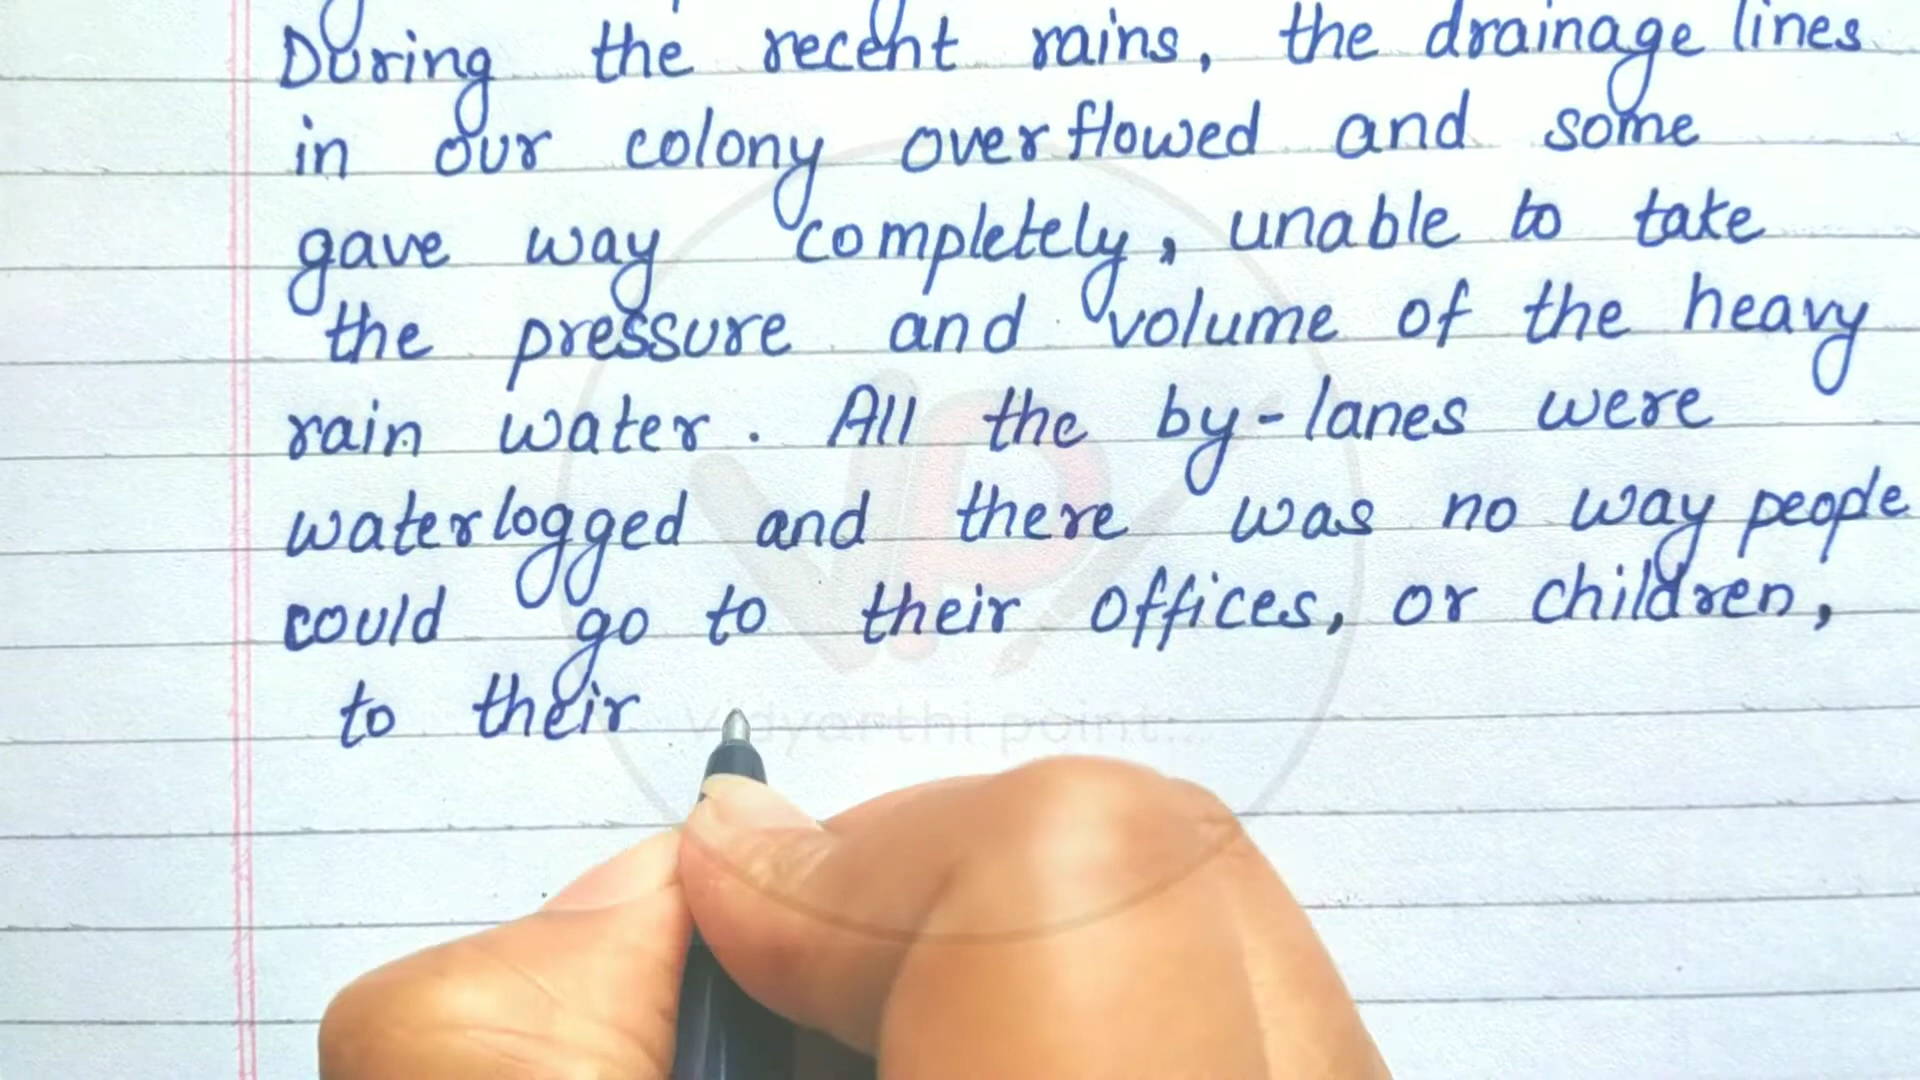 During the recent rains, the drainage lines
in our colony overflowed and some
gave way completely, unable to take
the pressure and volume of the heavy
rain water. All the by-lanes were
waterlogged and there was no way people
could go to their offices, or children,
to their
Vidyarthi point...